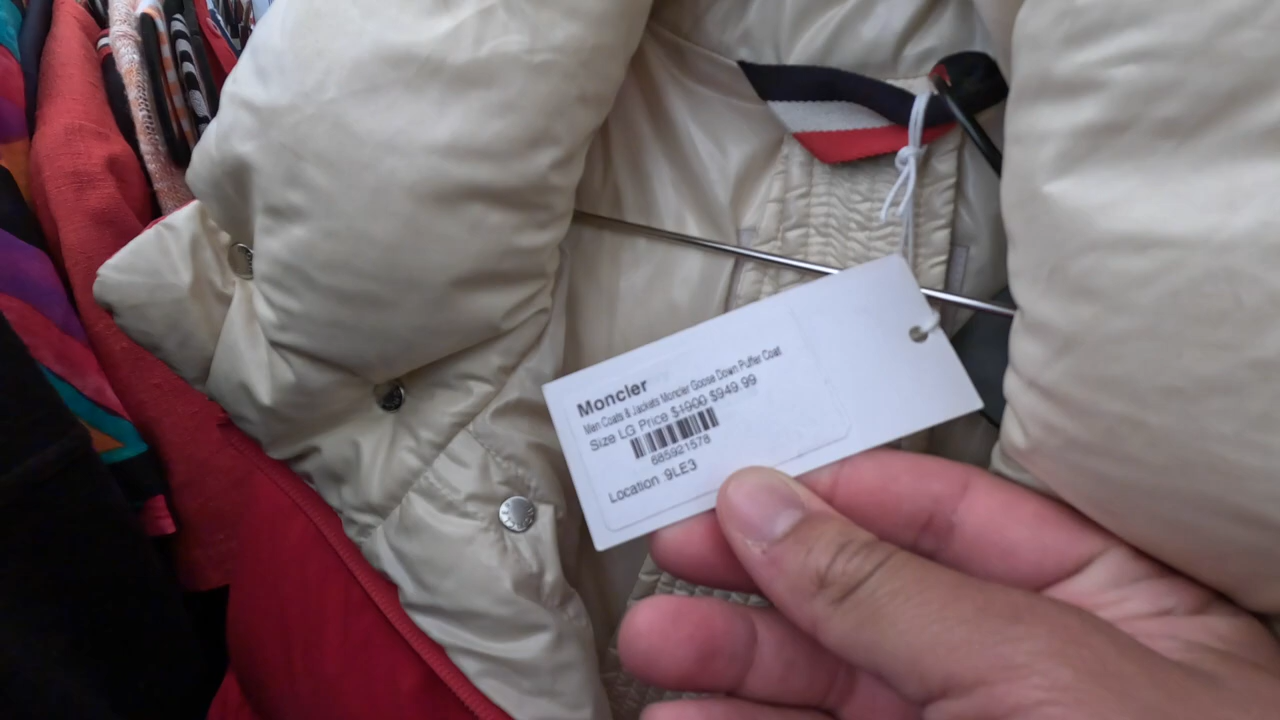 Moncler
Men Coats & Jackets Moncler Goose Down Puffer Coat
Size LG Price $1900 $949.99
685921578
Location 9LE3